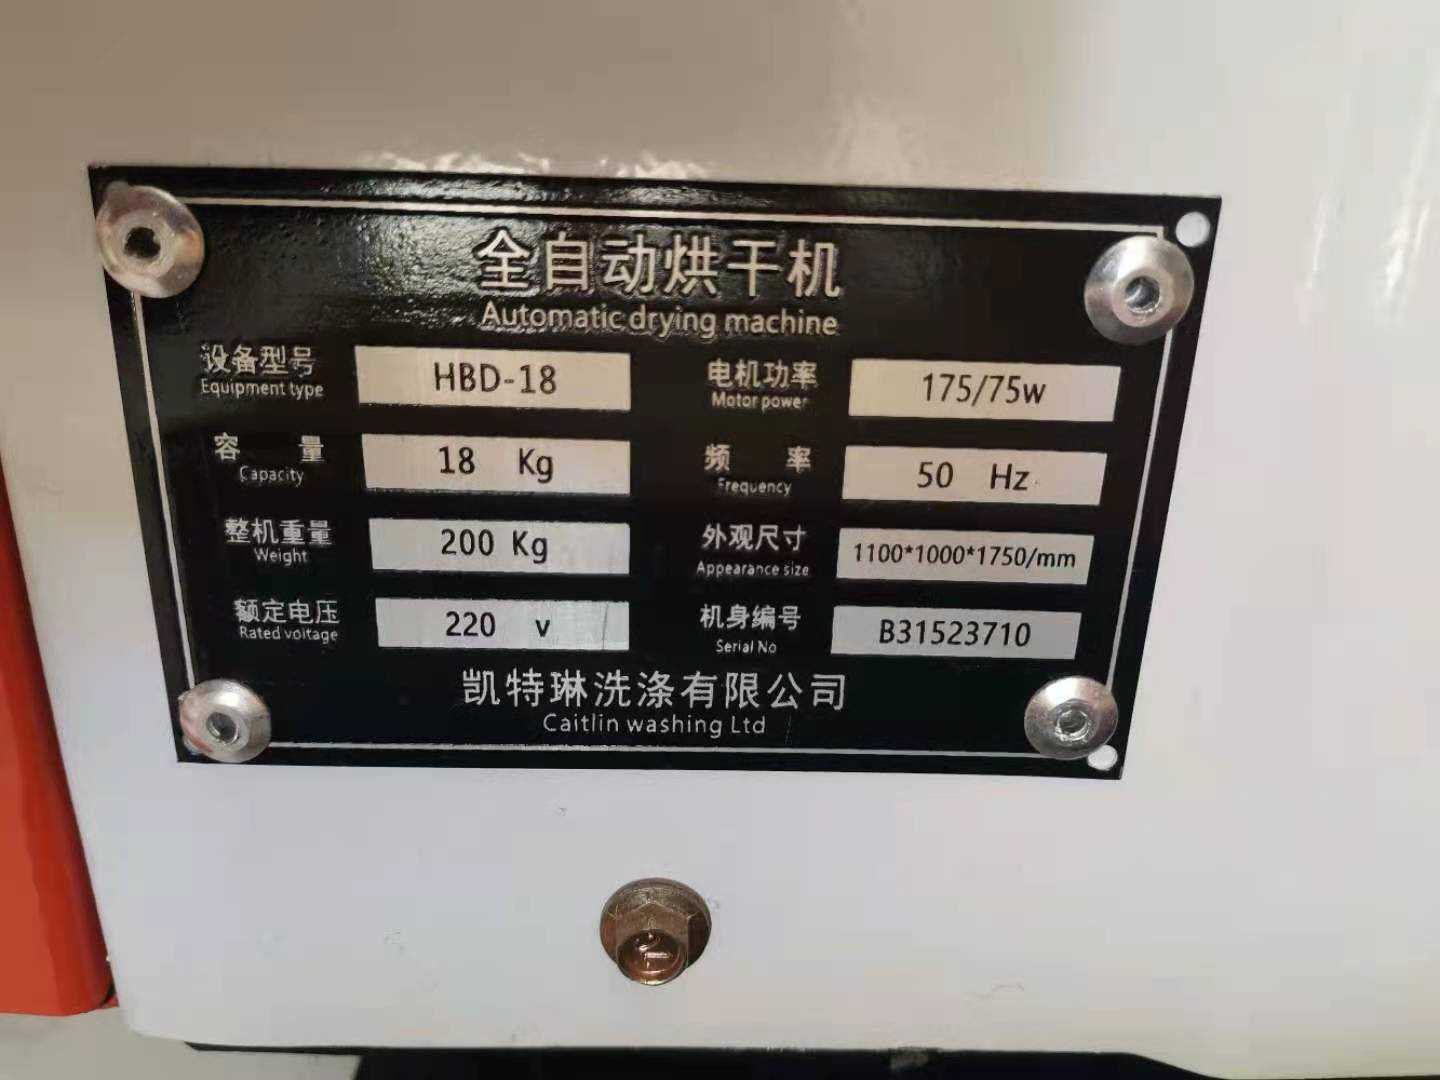 全自动烘干机
Automatic drying machine
设备型号 HBD-18 电机功率 175/75w
Equipment type Motor power
容 量 18 Kg 频 率 50 Hz
Capacity Frequency
整机重量 200 Kg 外观尺寸 1100*1000*1750/mm
Weight Appearance size
额定电压 220 v 机身编号 B31523710
Rated voitage Serial No
凯特琳洗涤有限公司
Caitlin washing Ltd